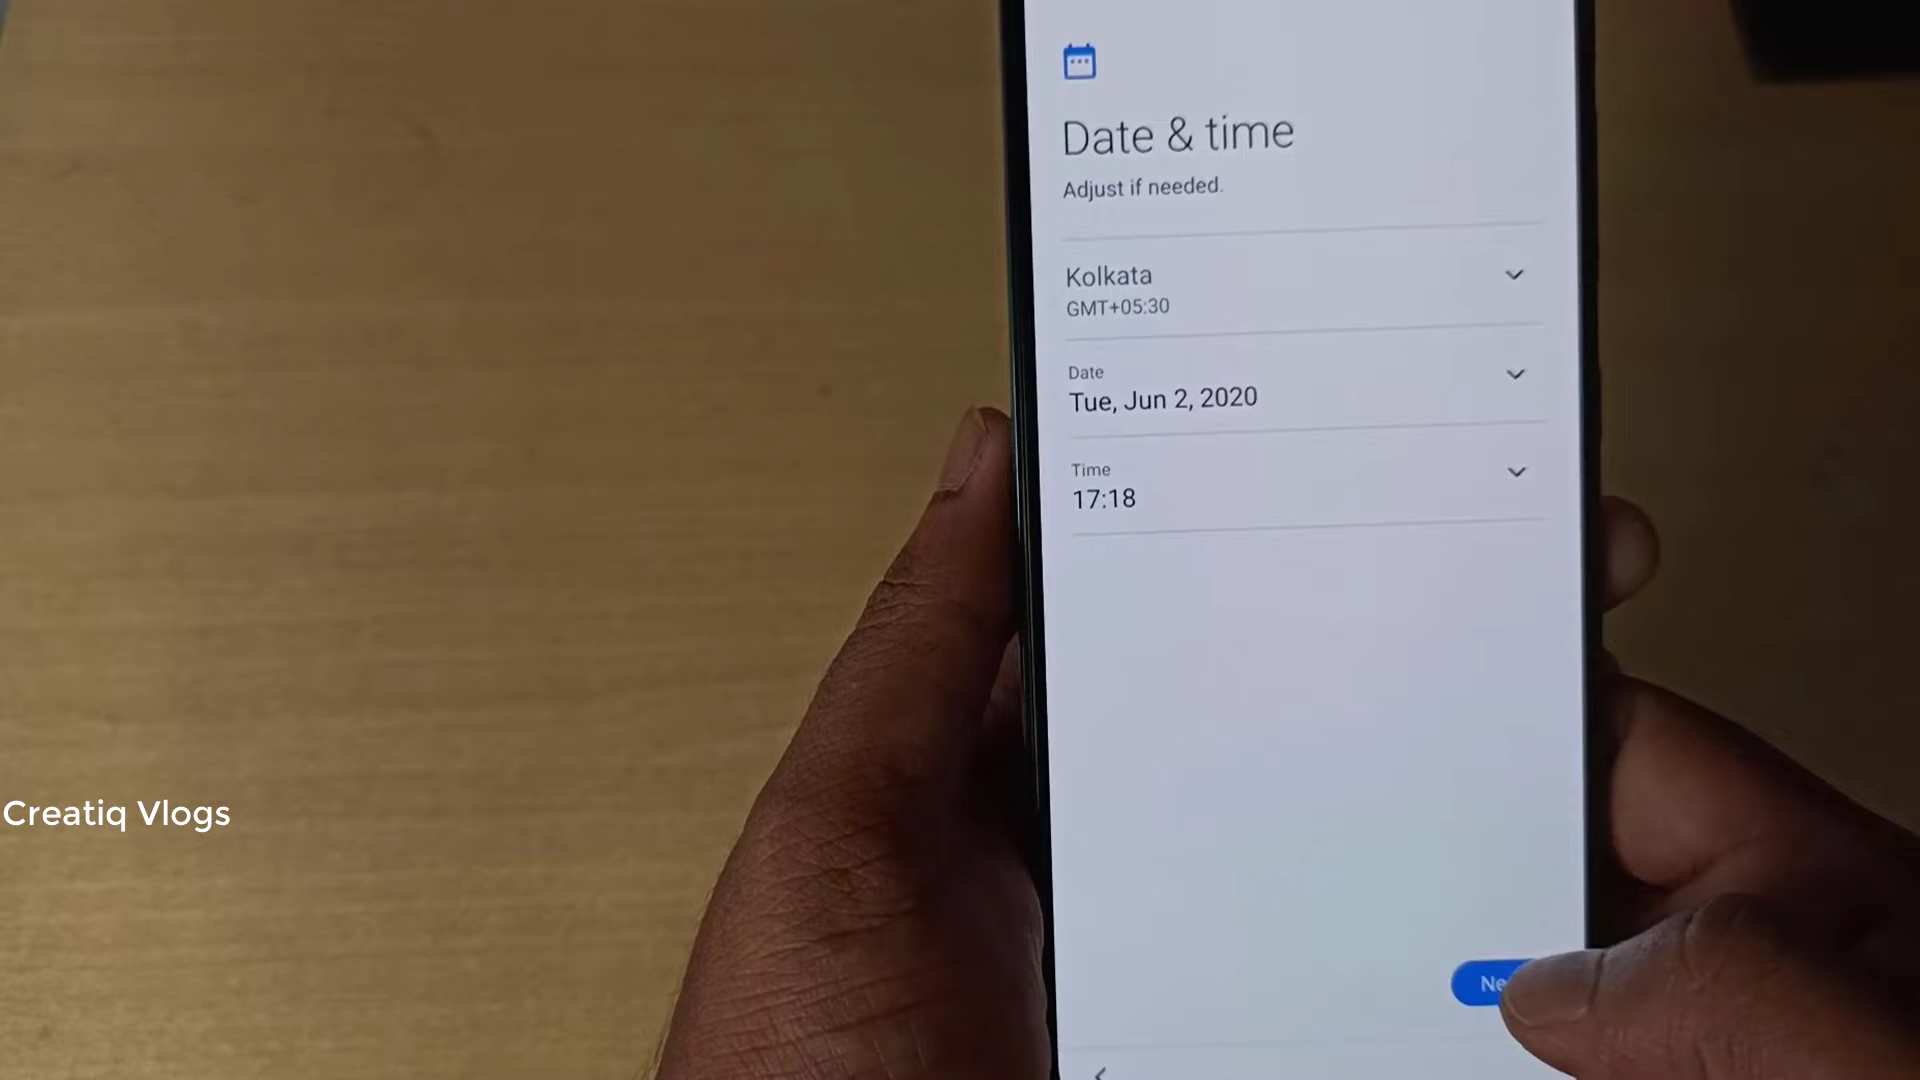 Date & time
Adjust if needed.
Kolkata
GMT+05:30
Date
Tue, Jun 2, 2020
Time
17:18
Creatiq Vlogs